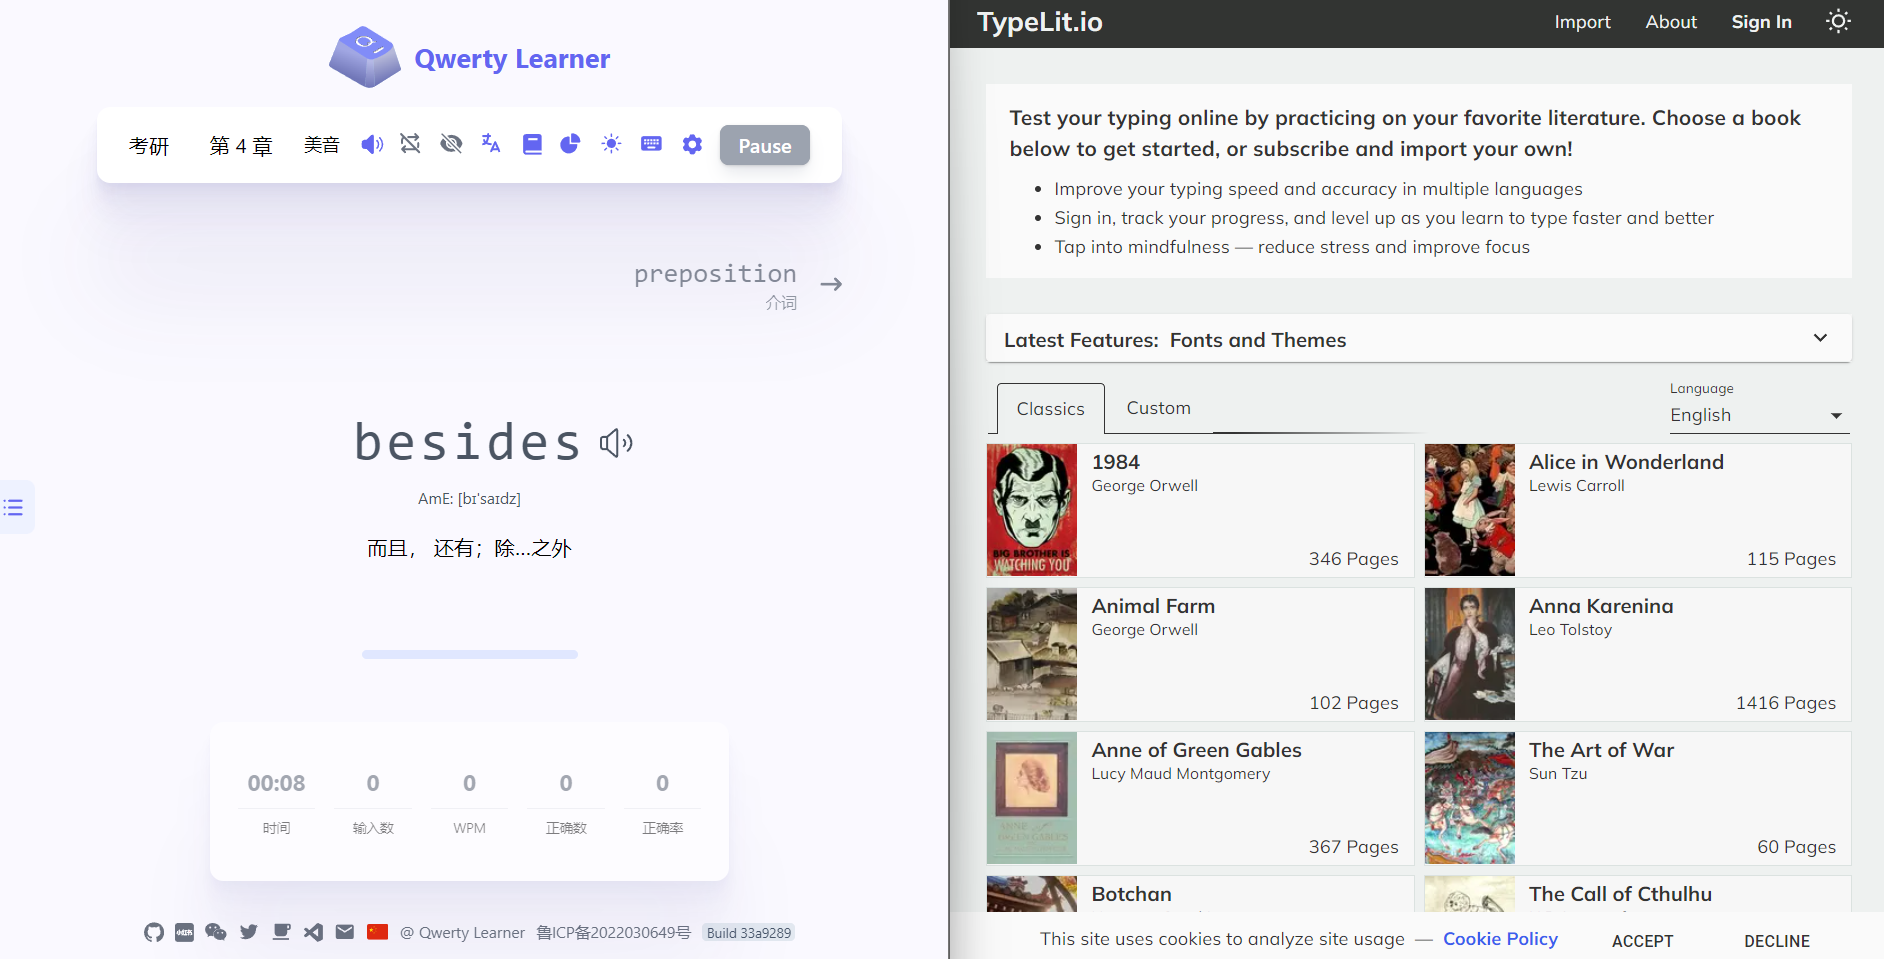 Qwerty Learner
考研 第 4 章 美音 Pause
preposition
介词
besides
AmE: [bɪˈsaɪdz]
而且， 还有；除...之外
00:08 0 0 0 0
时间 输入数 WPM 正确数 正确率
@ Qwerty Learner 鲁ICP备2022030649号 Build 33a9289
TypeLit.io Import About Sign In
Test your typing online by practicing on your favorite literature. Choose a book
below to get started, or subscribe and import your own!
Improve your typing speed and accuracy in multiple languages
Sign in, track your progress, and level up as you learn to type faster and better
Tap into mindfulness — reduce stress and improve focus
Latest Features: Fonts and Themes
Classics Custom
Language
English
1984
George Orwell
BIG BROTHER IS
WATCHING YOU
346 Pages
Alice in Wonderland
Lewis Carroll
115 Pages
Animal Farm
George Orwell
102 Pages
Anna Karenina
Leo Tolstoy
1416 Pages
Anne of Green Gables
Lucy Maud Montgomery
ANNE OF
GREEN GABLES
367 Pages
The Art of War
Sun Tzu
60 Pages
Botchan
The Call of Cthulhu
This site uses cookies to analyze site usage — Cookie Policy ACCEPT DECLINE